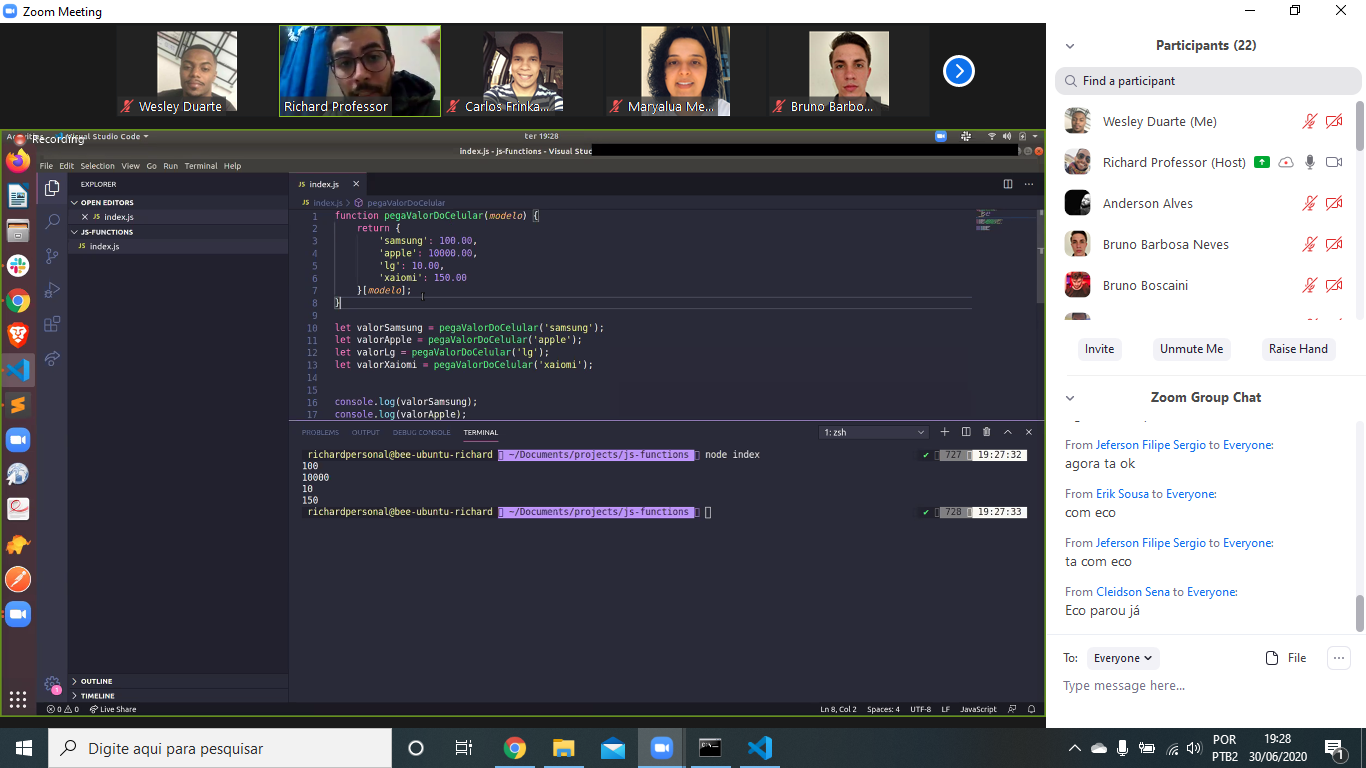 Zoom Meeting
Wesley Duarte
Richard Professor
Carlos Frinka...
Maryalua Me...
Bruno Barbo...
Recording
Visual Studio Code
ter 19:28
index.js - js-functions - Visual Stud
File Edit Selection View Go Run Terminal Help
EXPLORER
OPEN EDITORS
JS index.js
JS-FUNCTIONS
JS index.js
OUTLINE
TIMELINE
JS index.js
JS index.js > pegaValorDoCelular
1 function pegaValorDoCelular(modelo) {
2 return {
3 'samsung': 100.00,
4 'apple': 10000.00,
5 'lg': 10.00,
6 'xaiomi': 150.00
7 }[modelo];
8 }
9
10 let valorSamsung = pegaValorDoCelular('samsung');
11 let valorApple = pegaValorDoCelular('apple');
12 let valorLg = pegaValorDoCelular('lg');
13 let valorXaiomi = pegaValorDoCelular('xaiomi');
14
15
16 console.log(valorSamsung);
17 console.log(valorApple);
PROBLEMS OUTPUT DEBUG CONSOLE TERMINAL 1: zsh
richardpersonal@bee-ubuntu-richard ~/Documents/projects/js-functions node index 727 19:27:32
100
10000
10
150
richardpersonal@bee-ubuntu-richard ~/Documents/projects/js-functions 728 19:27:33
0 0 Live Share
Ln 8, Col 2 Spaces: 4 UTF-8 LF JavaScript
Participants (22)
Find a participant
Wesley Duarte (Me)
Richard Professor (Host)
Anderson Alves
Bruno Barbosa Neves
Bruno Boscaini
Invite Unmute Me Raise Hand
Zoom Group Chat
From Jeferson Filipe Sergio to Everyone:
agora ta ok
From Erik Sousa to Everyone:
com eco
From Jeferson Filipe Sergio to Everyone:
ta com eco
From Cleidson Sena to Everyone:
Eco parou já
To: Everyone File
Type message here...
Digite aqui para pesquisar
POR
PTB2
19:28
30/06/2020
1